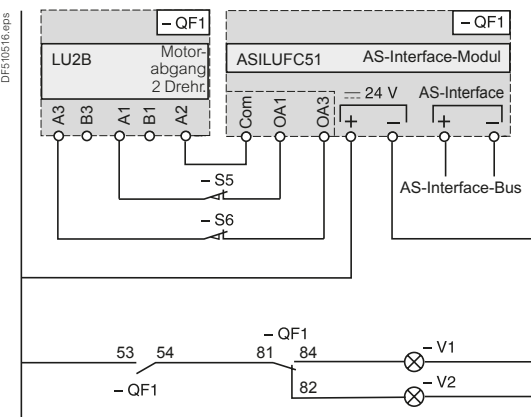 DF510516.eps
– QF1
– QF1
LU2B
Motor-
abgang
2 Drehr.
ASILUFC51
AS-Interface-Modul
24 V
AS-Interface
A3
B3
A1
B1
A2
Com
OA1
OA3
+
–
+
–
AS-Interface-Bus
– S5
– S6
– QF1
53
54
81
84
– V1
– QF1
82
– V2